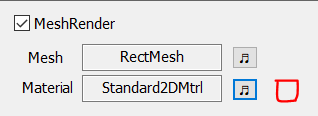 MeshRender
Mesh RectMesh ♬
Material Standard2DMtrl ♬